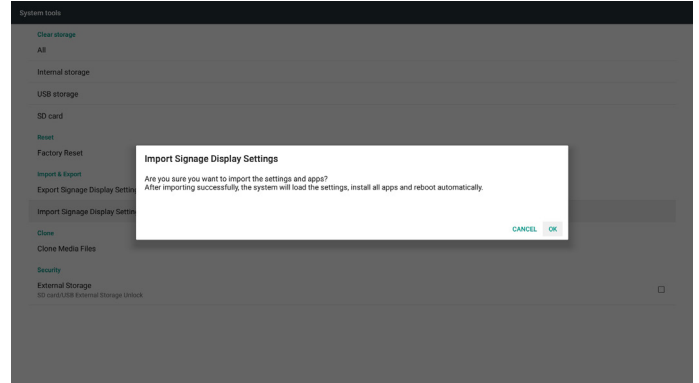 System tools
Clear storage
All
Internal storage
USB storage
SD card
Reset
Factory Reset
Import & Export
Export Signage Display Settin
Import Signage Display Settin
Clone
Clone Media Files
Security
External Storage
SD card/USB External Storage Unlock
Import Signage Display Settings
Are you sure you want to import the settings and apps?
After importing successfully, the system will load the settings, install all apps and reboot automatically.
CANCEL OK